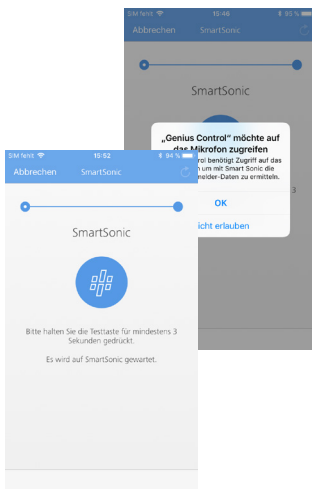 SIM fehlt 15:46 95 %
Abbrechen SmartSonic
SmartSonic
„Genius Control" möchte auf
das Mikrofon zugreifen
rol benötigt Zugriff auf das
um mit Smart Sonic die
melder-Daten zu ermitteln.
3
OK
icht erlauben
SIM fehlt 15:52 94 %
Abbrechen SmartSonic
SmartSonic
Bitte halten Sie die Testtaste für mindestens 3
Sekunden gedrückt.
Es wird auf SmartSonic gewartet.